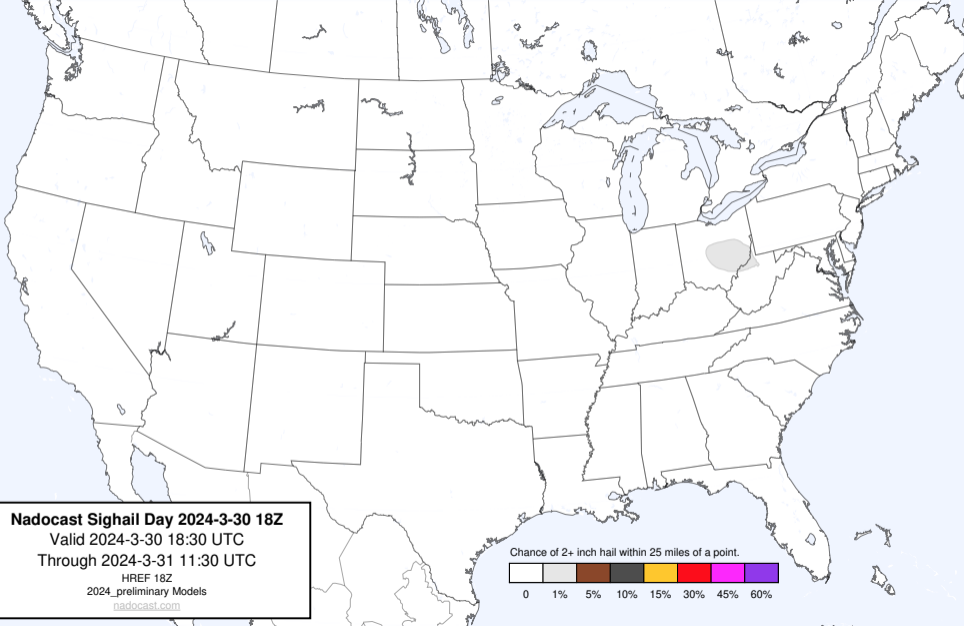 Nadocast Sighail Day 2024-3-30 18Z
Valid 2024-3-30 18:30 UTC
Through 2024-3-31 11:30 UTC
HREF 18Z
2024_preliminary Models
nadocast.com
Chance of 2+ inch hail within 25 miles of a point.
0 1% 5% 10% 15% 30% 45% 60%